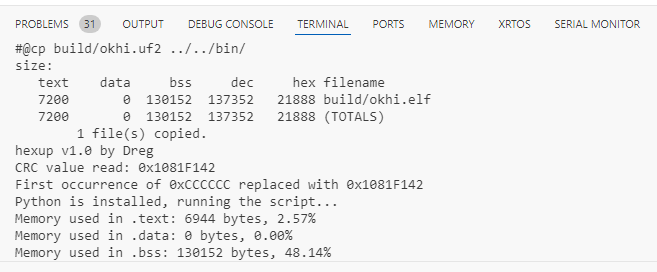 PROBLEMS 31 OUTPUT DEBUG CONSOLE TERMINAL PORTS MEMORY XRTOS SERIAL MONITOR
#@cp build/okhi.uf2 ../../bin/
size:
   text    data     bss     dec     hex filename
   7200       0  130152  137352   21888 build/okhi.elf
   7200       0  130152  137352   21888 (TOTALS)
        1 file(s) copied.
hexup v1.0 by Dreg
CRC value read: 0x1081F142
First occurrence of 0xCCCCCC replaced with 0x1081F142
Python is installed, running the script...
Memory used in .text: 6944 bytes, 2.57%
Memory used in .data: 0 bytes, 0.00%
Memory used in .bss: 130152 bytes, 48.14%